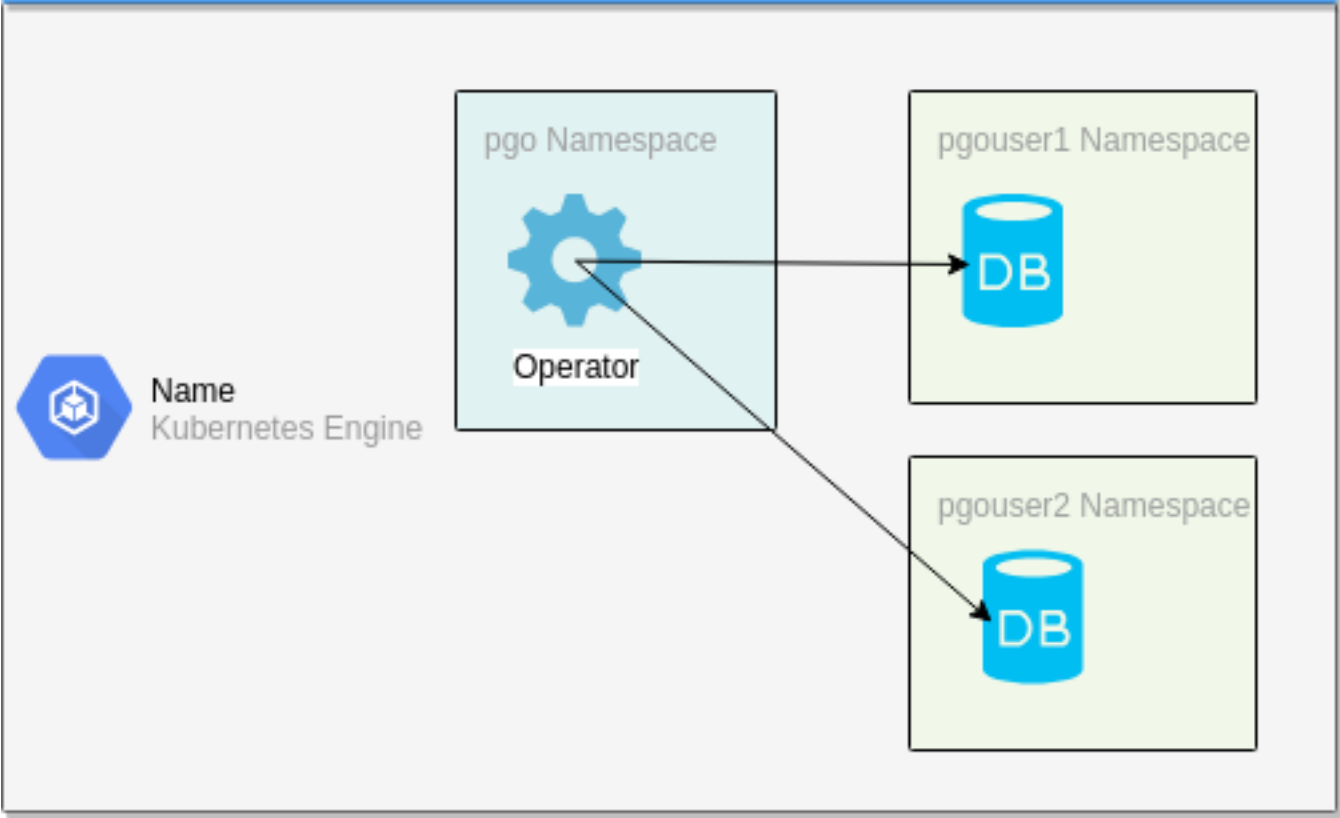 pgo Namespace
pgouser1 Namespace
DB
Operator
Name
Kubernetes Engine
pgouser2 Namespace
DB